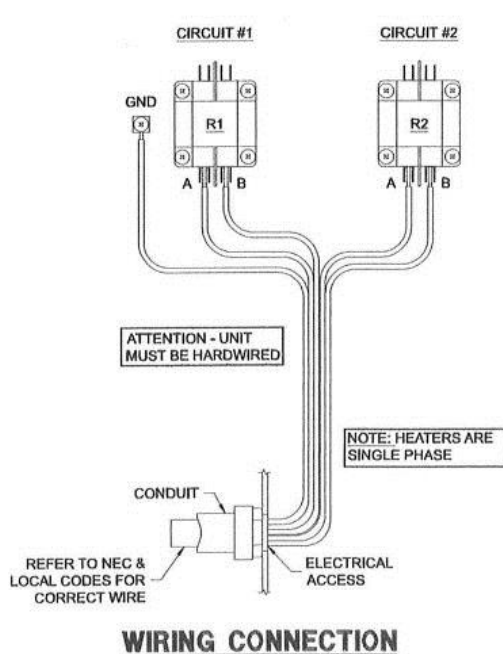 CIRCUIT #1
CIRCUIT #2
GND
R1
R2
A
B
A
B
ATTENTION - UNIT
MUST BE HARDWIRED
NOTE: HEATERS ARE
SINGLE PHASE
CONDUIT
REFER TO NEC &
LOCAL CODES FOR
CORRECT WIRE
ELECTRICAL
ACCESS
WIRING CONNECTION